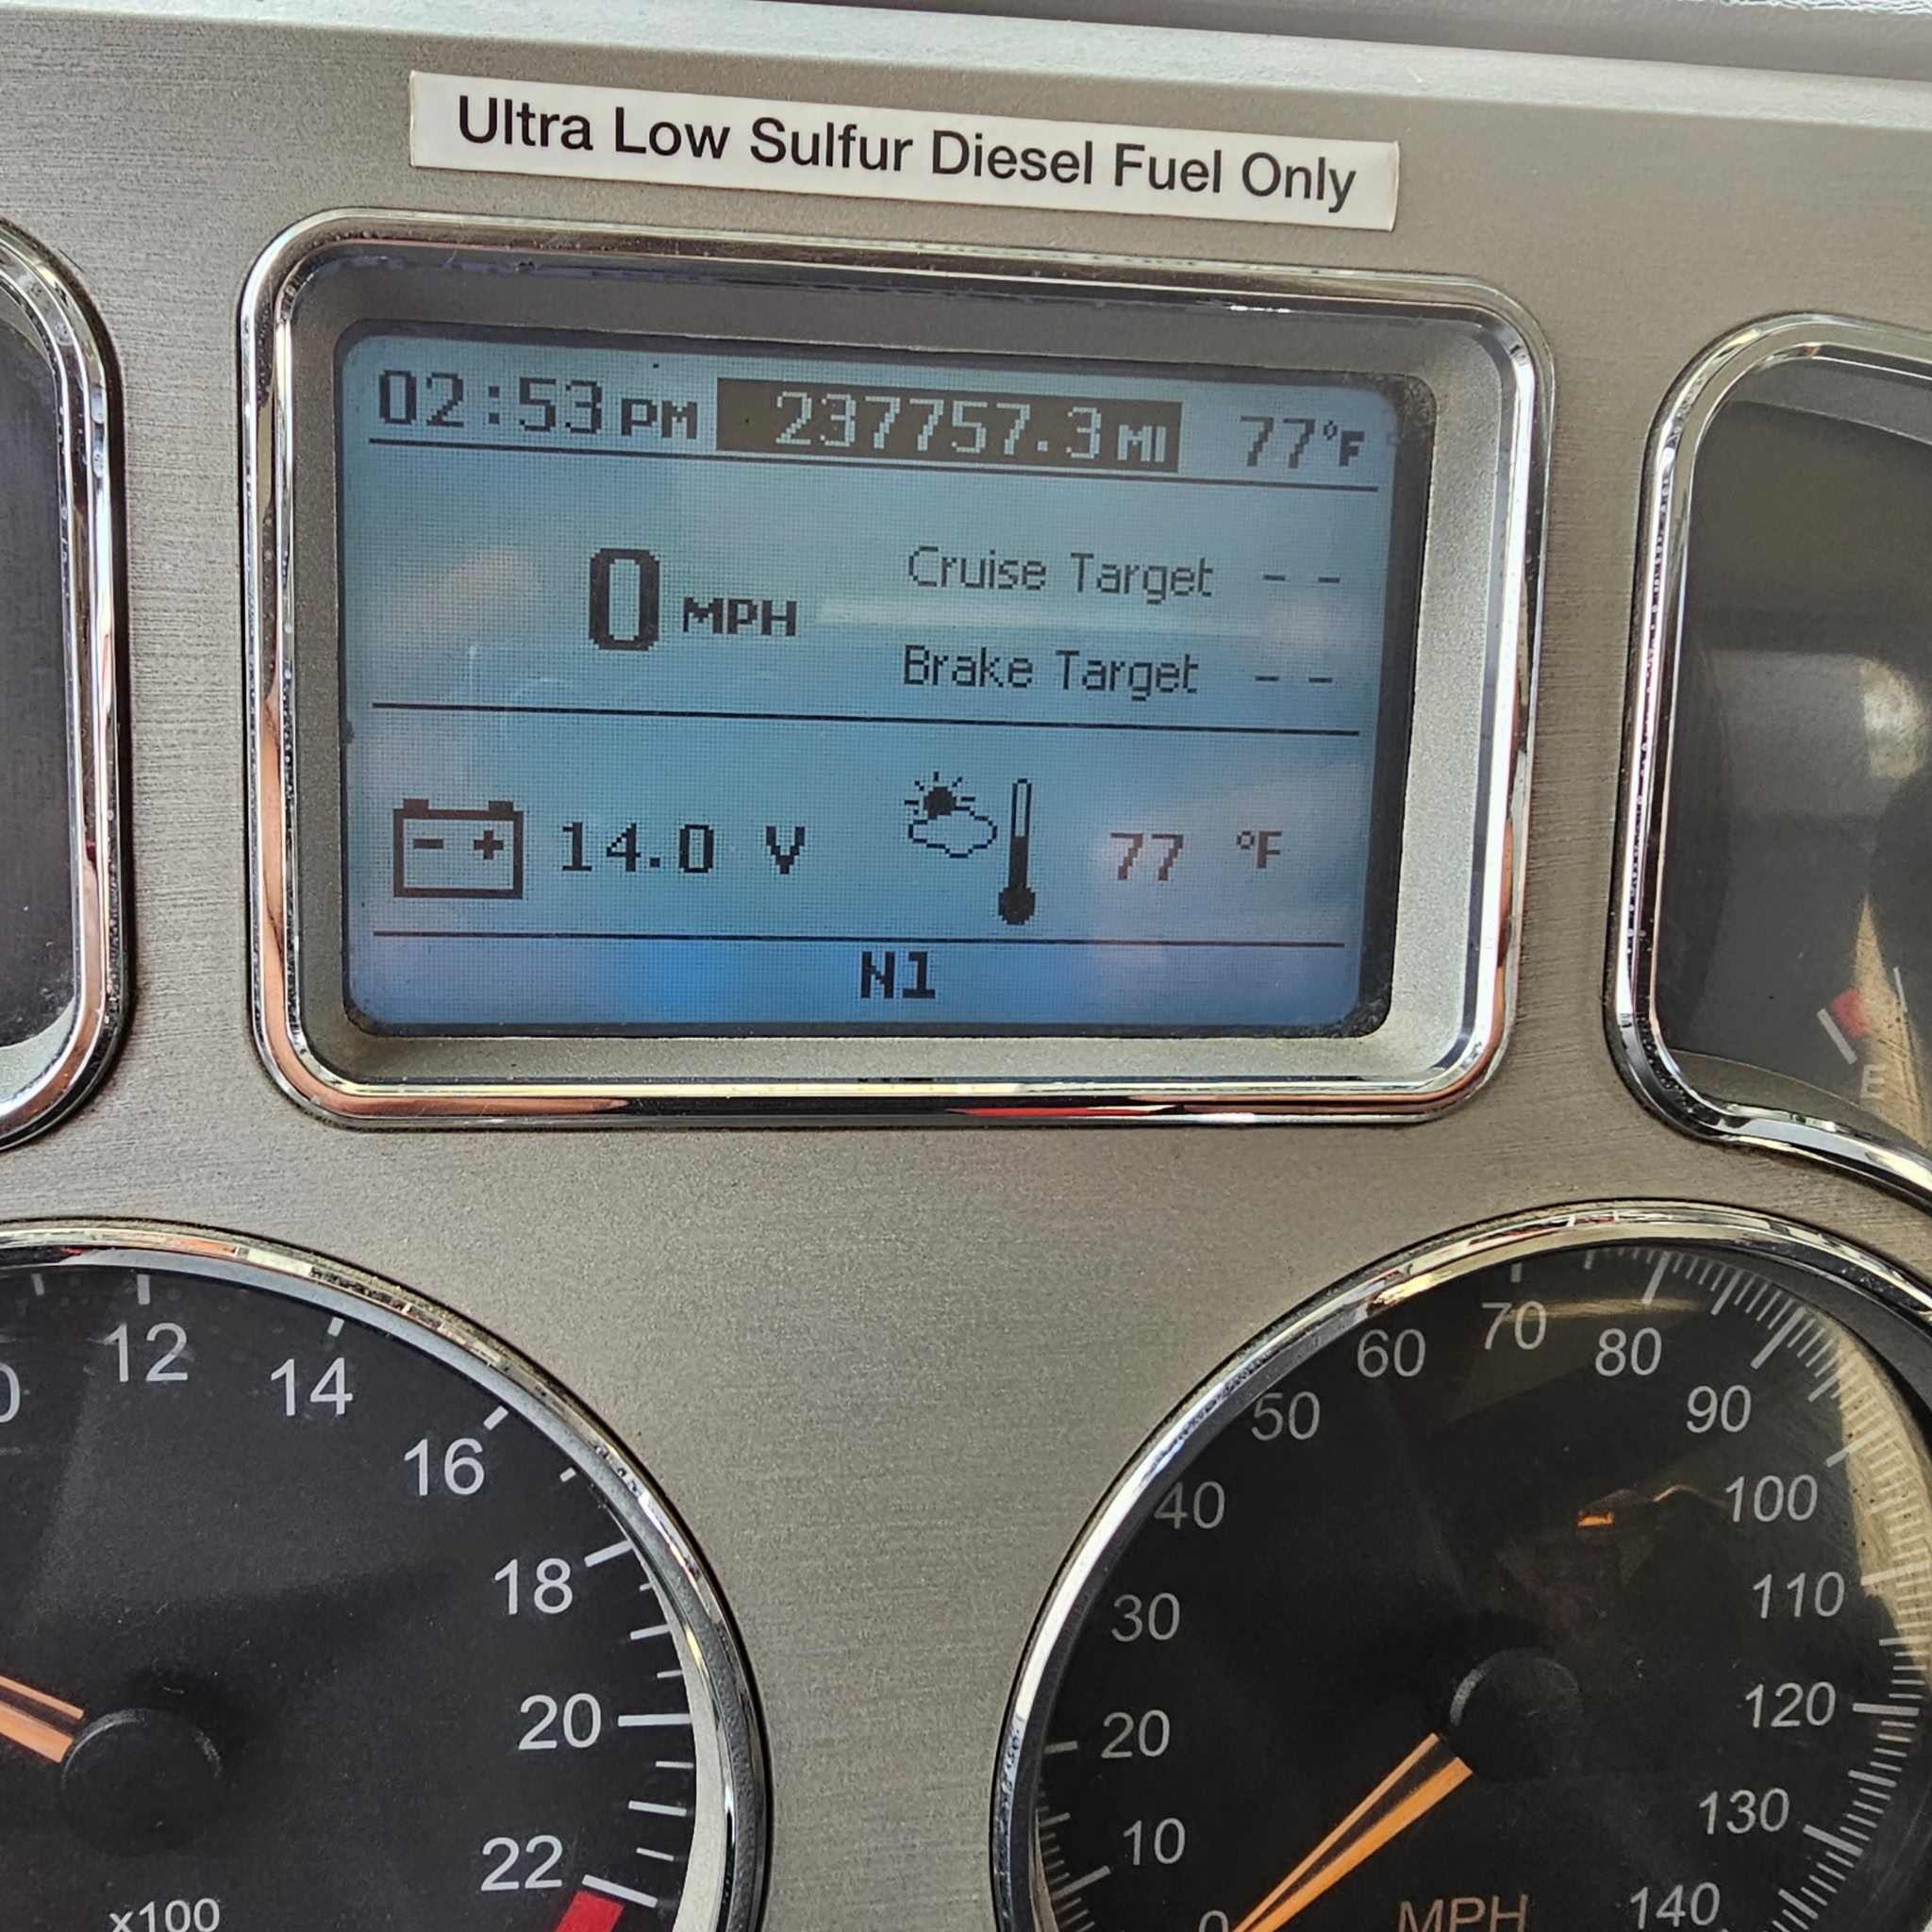 Ultra Low Sulfur Diesel Fuel Only
02:53 PM 237757.3 MI 77°F
0 MPH
Cruise Target - -
Brake Target - -
- + 14.0 V 77 °F
N1
E
12
14
16
18
20
22
x100
0
10
20
30
40
50
60
70
80
90
100
110
120
130
140
MPH